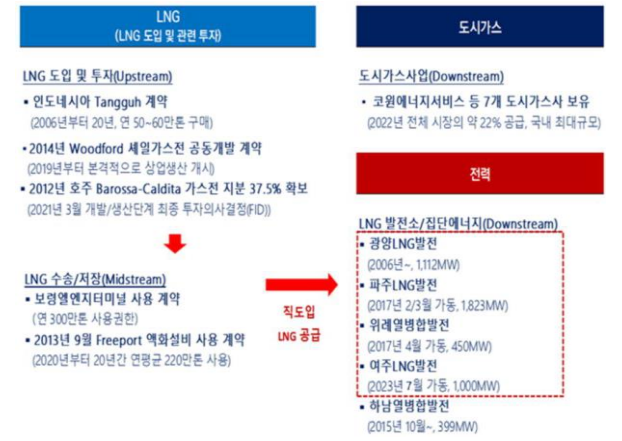 LNG
(LNG 도입 및 관련 투자)
LNG 도입 및 투자(Upstream)
▪ 인도네시아 Tangguh 계약
(2006년부터 20년, 연 50~60만톤 구매)
▪ 2014년 Woodford 셰일가스전 공동개발 계약
(2019년부터 본격적으로 상업생산 개시)
▪ 2012년 호주 Barossa-Caldita 가스전 지분 37.5% 확보
(2021년 3월 개발/생산단계 최종 투자의사결정(FID))
LNG 수송/저장(Midstream)
▪ 보령엘엔지터미널 사용 계약
(연 300만톤 사용권한)
▪ 2013년 9월 Freeport 액화설비 사용 계약
(2020년부터 20년간 연평균 220만톤 사용)
직도입
LNG 공급
도시가스
도시가스사업(Downstream)
• 코원에너지서비스 등 7개 도시가스사 보유
(2022년 전체 시장의 약 22% 공급, 국내 최대규모)
전력
LNG 발전소/집단에너지(Downstream)
▪ 광양LNG발전
(2006년~, 1,112MW)
▪ 파주LNG발전
(2017년 2/3월 가동, 1,823MW)
▪ 위례열병합발전
(2017년 4월 가동, 450MW)
▪ 여주LNG발전
(2023년 7월 가동, 1,000MW)
▪ 하남열병합발전
(2015년 10월~, 399MW)